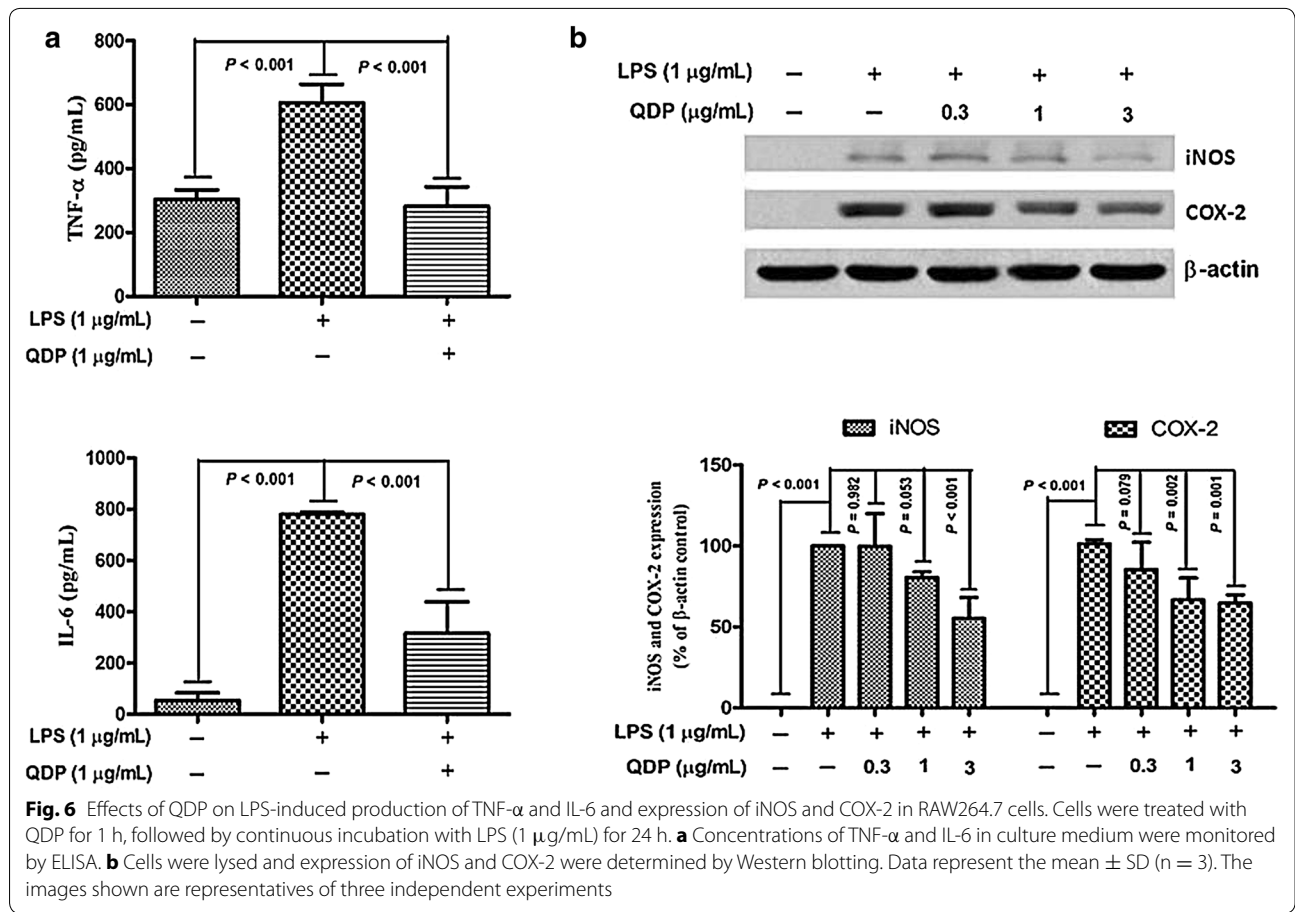 a
800
600
400
200
0
TNF-α (pg/mL)
P < 0.001 P < 0.001
LPS (1 μg/mL) – + +
QDP (1 μg/mL) – – +
1000
800
600
400
200
0
IL-6 (pg/mL)
P < 0.001 P < 0.001
LPS (1 μg/mL) – + +
QDP (1 μg/mL) – – +
b
LPS (1 μg/mL) – + + + +
QDP (μg/mL) – – 0.3 1 3
iNOS
COX-2
β-actin
iNOS COX-2
150
100
50
0
iNOS and COX-2 expression
(% of β-actin control)
P < 0.001 P = 0.982 P = 0.053 P < 0.001 P < 0.001 P = 0.079 P = 0.002 P = 0.001
LPS (1 μg/mL) – + + + + – + + + +
QDP (μg/mL) – – 0.3 1 3 – – 0.3 1 3
Fig. 6 Effects of QDP on LPS-induced production of TNF-α and IL-6 and expression of iNOS and COX-2 in RAW264.7 cells. Cells were treated with
QDP for 1 h, followed by continuous incubation with LPS (1 μg/mL) for 24 h. a Concentrations of TNF-α and IL-6 in culture medium were monitored
by ELISA. b Cells were lysed and expression of iNOS and COX-2 were determined by Western blotting. Data represent the mean ± SD (n = 3). The
images shown are representatives of three independent experiments